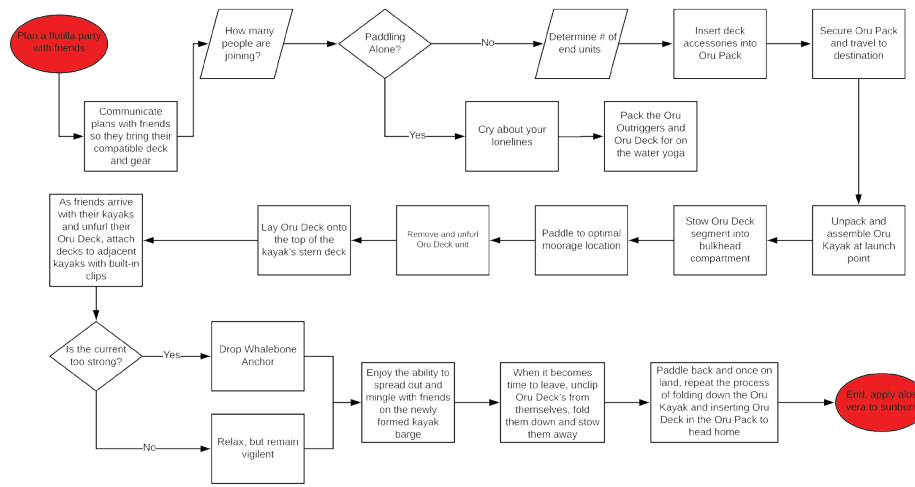 Plan a flotilla party
with friends
Communicate
plans with friends
so they bring their
compatible deck
and gear
How many
people are
joining?
Paddling
Alone?
No
Yes
Determine # of
end units
Insert deck
accessories into
Oru Pack
Secure Oru Pack
and travel to
destination
Cry about your
lonelines
Pack the Oru
Outriggers and
Oru Deck for on
the water yoga
Unpack and
assemble Oru
Kayak at launch
point
Stow Oru Deck
segment into
bulkhead
compartment
Paddle to optimal
moorage location
Remove and unfurl
Oru Deck unit
Lay Oru Deck onto
the top of the
kayak's stern deck
As friends arrive
with their kayaks
and unfurl their
Oru Deck, attach
decks to adjacent
kayaks with built-in
clips
Is the current
too strong?
Yes
No
Drop Whalebone
Anchor
Relax, but remain
vigilent
Enjoy the ability to
spread out and
mingle with friends
on the newly
formed kayak
barge
When it becomes
time to leave, unclip
Oru Deck's from
themselves, fold
them down and stow
them away
Paddle back and once on
land, repeat the process
of folding down the Oru
Kayak and inserting Oru
Deck in the Oru Pack to
head home
End, apply aloe
vera to sunburn